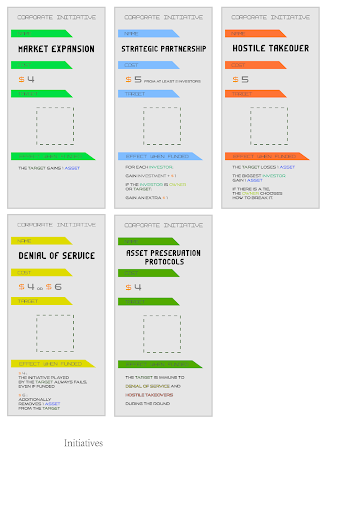 CORPORATE INITIATIVE
NAME
MARKET EXPANSION
COST
$ 4
TARGET
EFFECT WHEN FUNDED
THE TARGET GAINS 1 ASSET
CORPORATE INITIATIVE
NAME
STRATEGIC PARTNERSHIP
COST
$ 5 FROM AT LEAST 2 INVESTORS
TARGET
EFFECT WHEN FUNDED
FOR EACH INVESTOR:
GAIN INVESTMENT +
IF THE INVESTOR IS OWNER
OR TARGET:
GAIN AN EXTRA
CORPORATE INITIATIVE
NAME
HOSTILE TAKEOVER
COST
$ 5
TARGET
EFFECT WHEN FUNDED
THE TARGET LOSES 1 ASSET
THE BIGGEST INVESTOR
GAIN 1 ASSET
IF THERE IS A TIE,
THE OWNER CHOOSES
HOW TO BREAK IT.
CORPORATE INITIATIVE
NAME
DENIAL OF SERVICE
COST
$ 4 OR $ 6
TARGET
EFFECT WHEN FUNDED
THE INITIATIVE PLAYED
BY THE TARGET ALWAYS FAILS,
EVEN IF FUNDED
ADDITIONALLY
REMOVES 1 ASSET
FROM THE TARGET
CORPORATE INITIATIVE
NAME
ASSET PRESERVATION
PROTOCOLS
COST
$ 4
TARGET
EFFECT WHEN FUNDED
THE TARGET IS IMMUNE TO
DENIAL OF SERVICE AND
HOSTILE TAKEOVERS
DURING THE ROUND
Initiatives